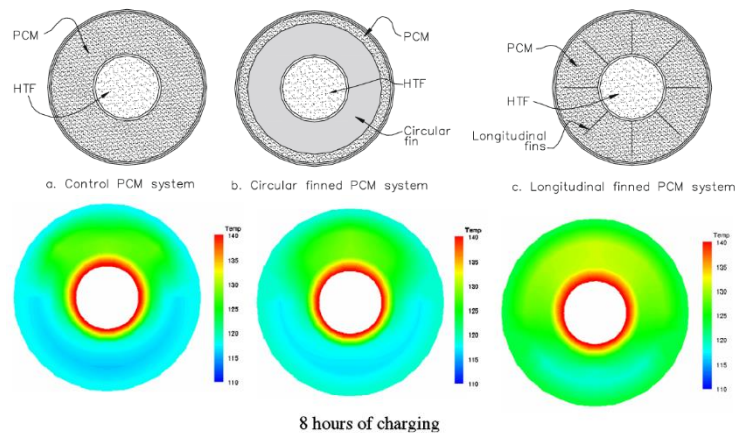 PCM
HTF
a. Control PCM system
PCM
HTF
Circular
fin
b. Circular finned PCM system
PCM
HTF
Longitudinal
fins
c. Longitudinal finned PCM system
Temp
140
135
130
125
120
115
110
Temp
140
135
130
125
120
115
110
Temp
140
135
130
125
120
115
110
8 hours of charging